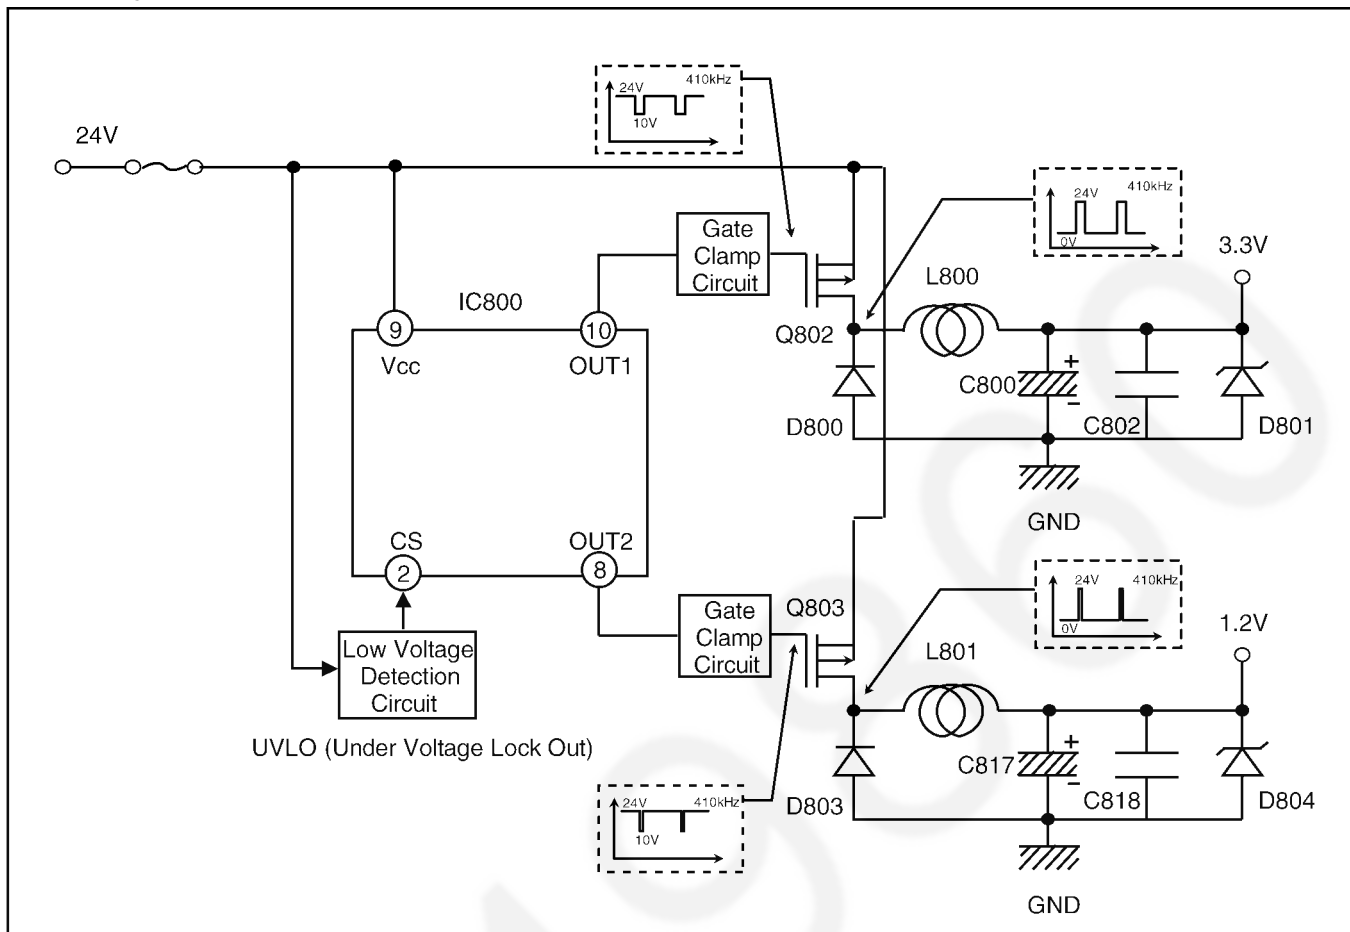 24V 410kHz
10V
24V
24V 410kHz
0V
3.3V
Gate
Clamp
Circuit
L800
IC800
Q802
9
10
Vcc
OUT1
C800
+
−
D800
C802
D801
GND
CS
OUT2
2
8
24V 410kHz
0V
Q803
1.2V
Gate
Clamp
Circuit
L801
Low Voltage
Detection
Circuit
UVLO (Under Voltage Lock Out)
C817
+
−
24V 410kHz
10V
D803
C818
D804
GND